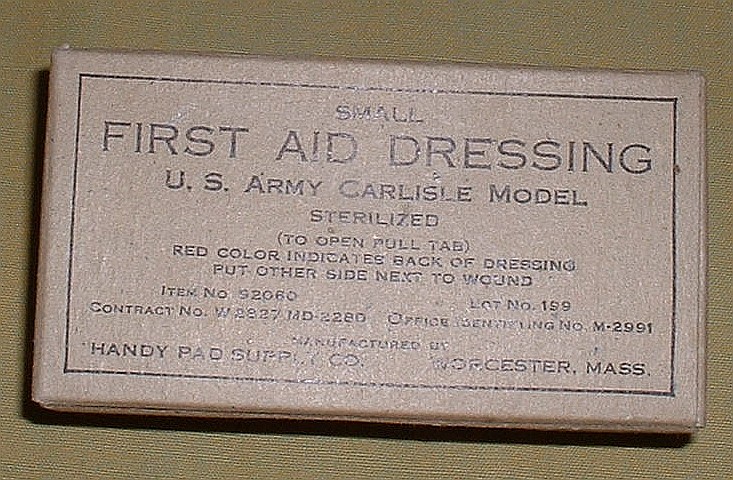 SMALL
FIRST AID DRESSING
U. S. ARMY CARLISLE MODEL
STERILIZED
(TO OPEN PULL TAB)
RED COLOR INDICATES BACK OF DRESSING
PUT OTHER SIDE NEXT TO WOUND
ITEM NO. 92060 LOT NO. 199
CONTRACT NO. W 2827 MD-2280 OFFICE IDENTIFYING NO. M-2991
MANUFACTURED BY
HANDY PAD SUPPLY CO. WORCESTER, MASS.